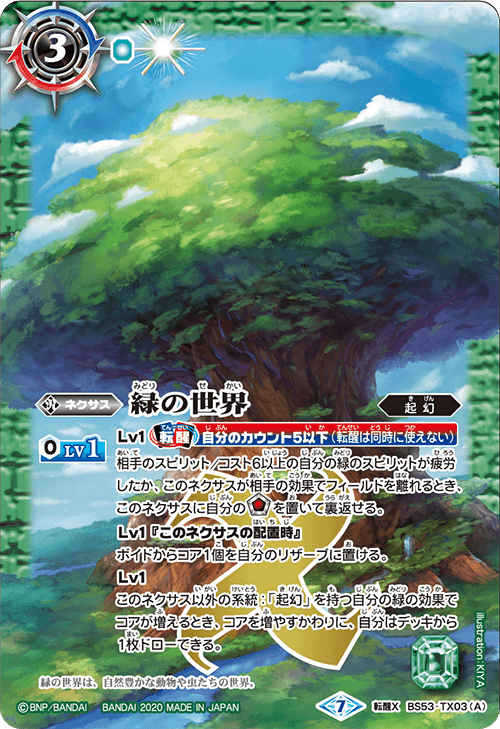 3
緑の世界
ネクサス
起幻
0 LV1
Lv1 転醒 自分のカウント5以下(転醒は同時に使えない)
相手のスピリット/コスト6以上の自分の緑のスピリットが疲労
したか、このネクサスが相手の効果でフィールドを離れるとき、
このネクサスに自分の を置いて裏返せる。
Lv1『このネクサスの配置時』
ボイドからコア1個を自分のリザーブに置ける。
Lv1
このネクサス以外の系統:「起幻」を持つ自分の緑の効果で
コアが増えるとき、コアを増やすかわりに、自分はデッキから
1枚ドローできる。
緑の世界は、自然豊かな動物や虫たちの世界。
illustration:KIYA
©BNP/BANDAI BANDAI 2020 MADE IN JAPAN
7 転醒X BS53-TX03(A)